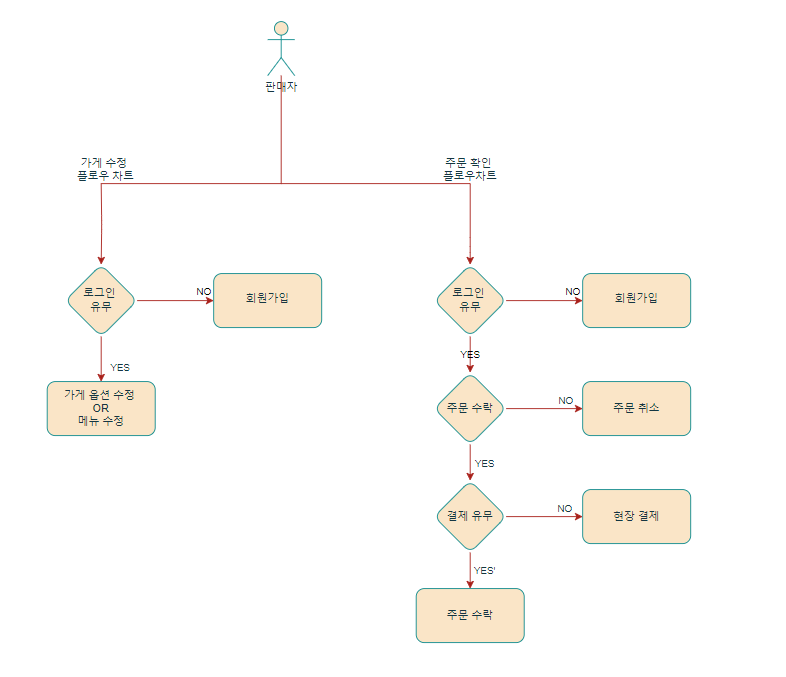 판매자
가게 수정
플로우 차트
주문 확인
플로우차트
로그인
유무
NO
회원가입
로그인
유무
NO
회원가입
YES
YES
가게 옵션 수정
OR
메뉴 수정
주문 수락
NO
주문 취소
YES
결제 유무
NO
현장 결제
YES'
주문 수락